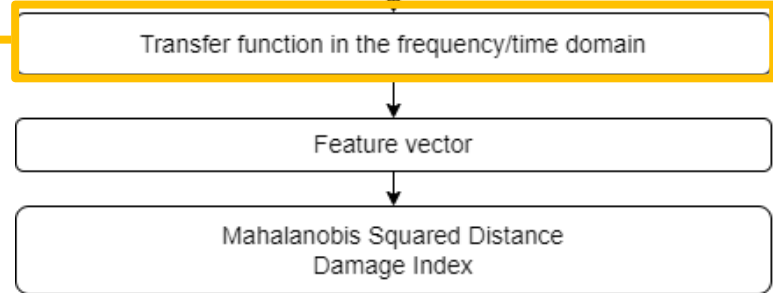 Transfer function in the frequency/time domain
Feature vector
Mahalanobis Squared Distance
Damage Index